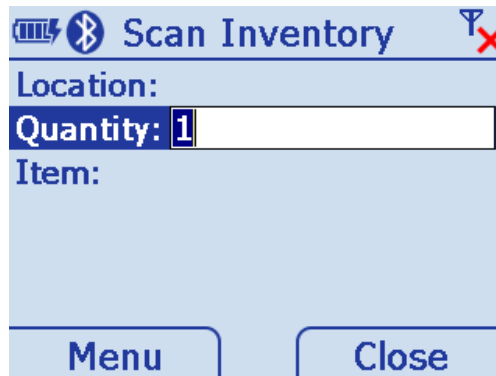 Scan Inventory
Location:
Quantity: 1
Item:
Menu Close